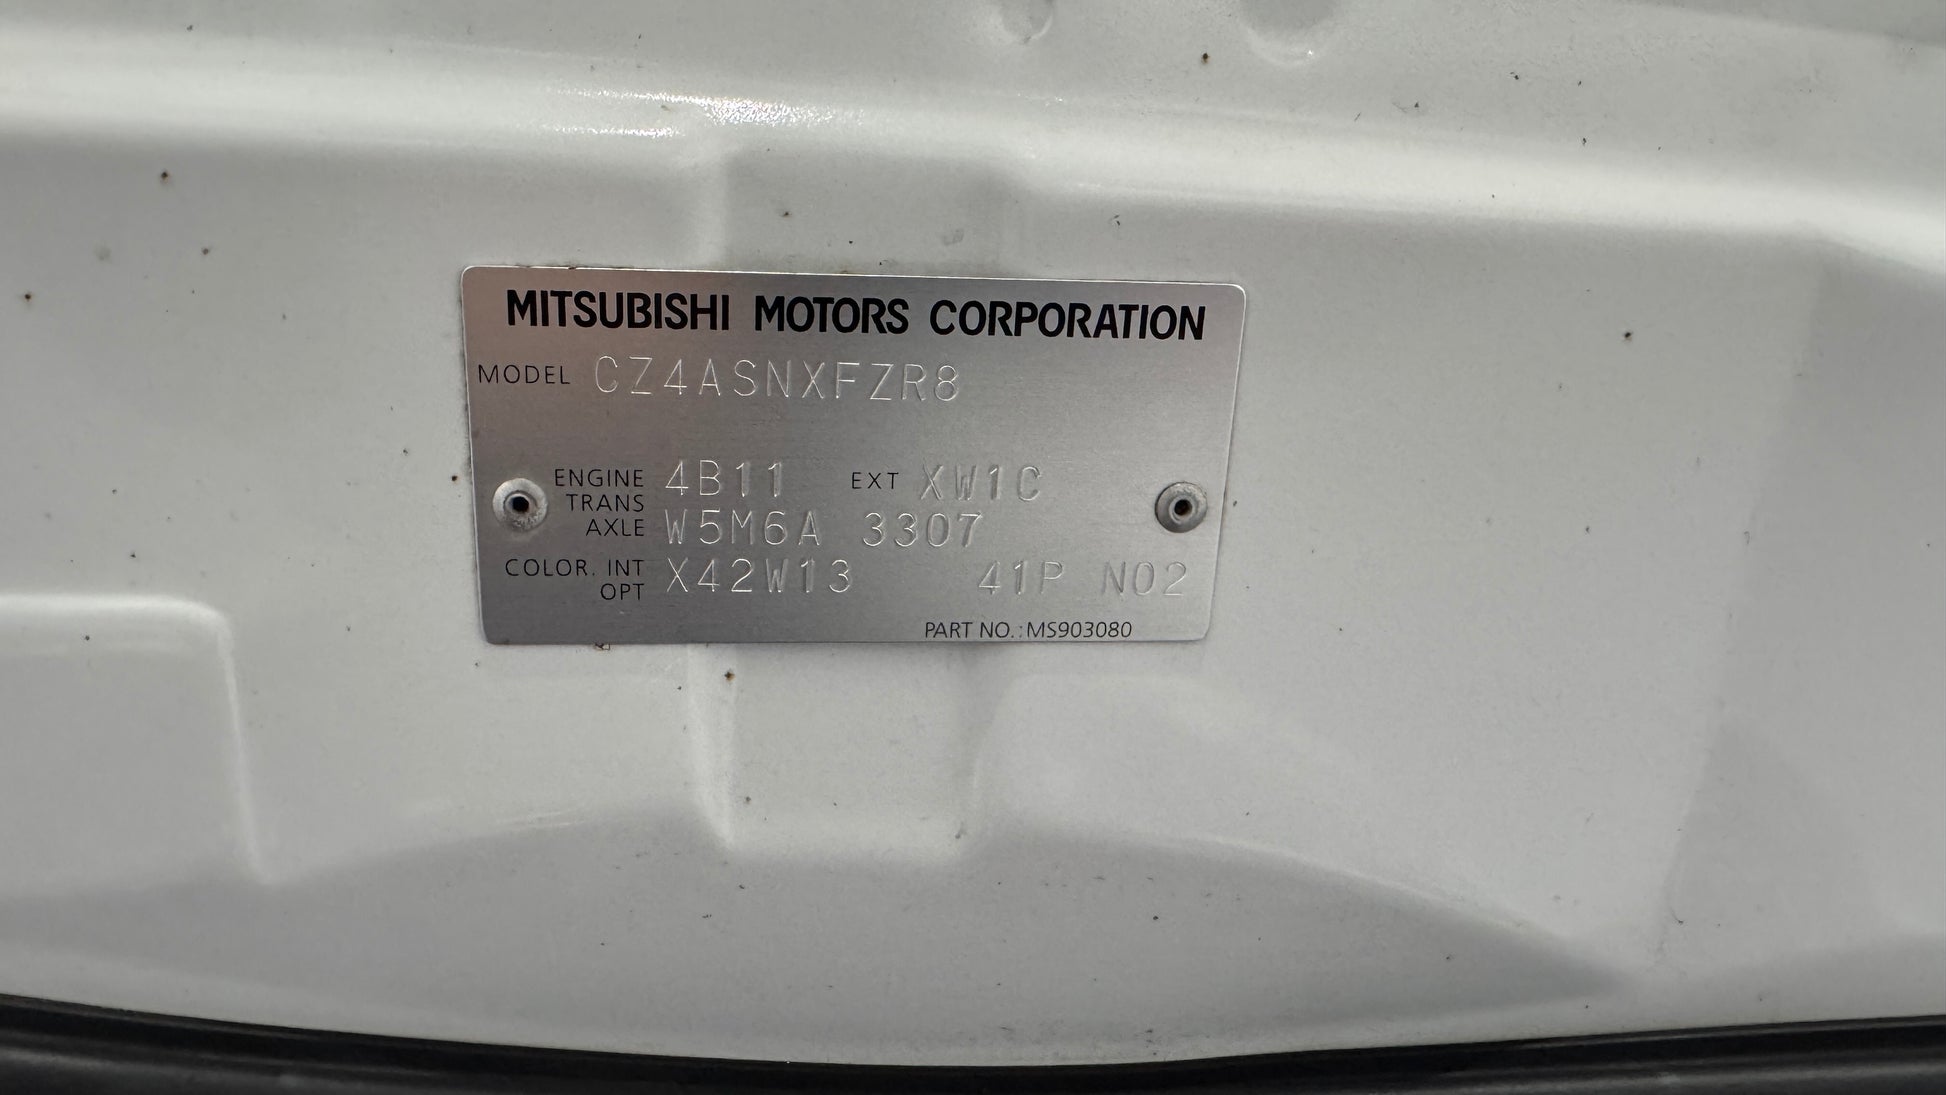 MITSUBISHI MOTORS CORPORATION
MODEL CZ4ASNXFZR8
ENGINE 4B11 EXT XW1C
TRANS
AXLE W5M6A 3307
COLOR, INT X42W13 41P N02
OPT
PART NO.:MS903080